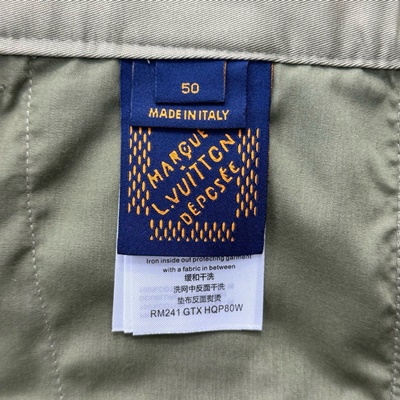 50
MADE IN ITALY
MARQUE
L.VUITTON
DÉPOSÉE
Iron inside out protecting garment
with a fabric in between
缓和干洗
洗网中反面干洗
垫布反面熨烫
RM241 GTX HQP80W